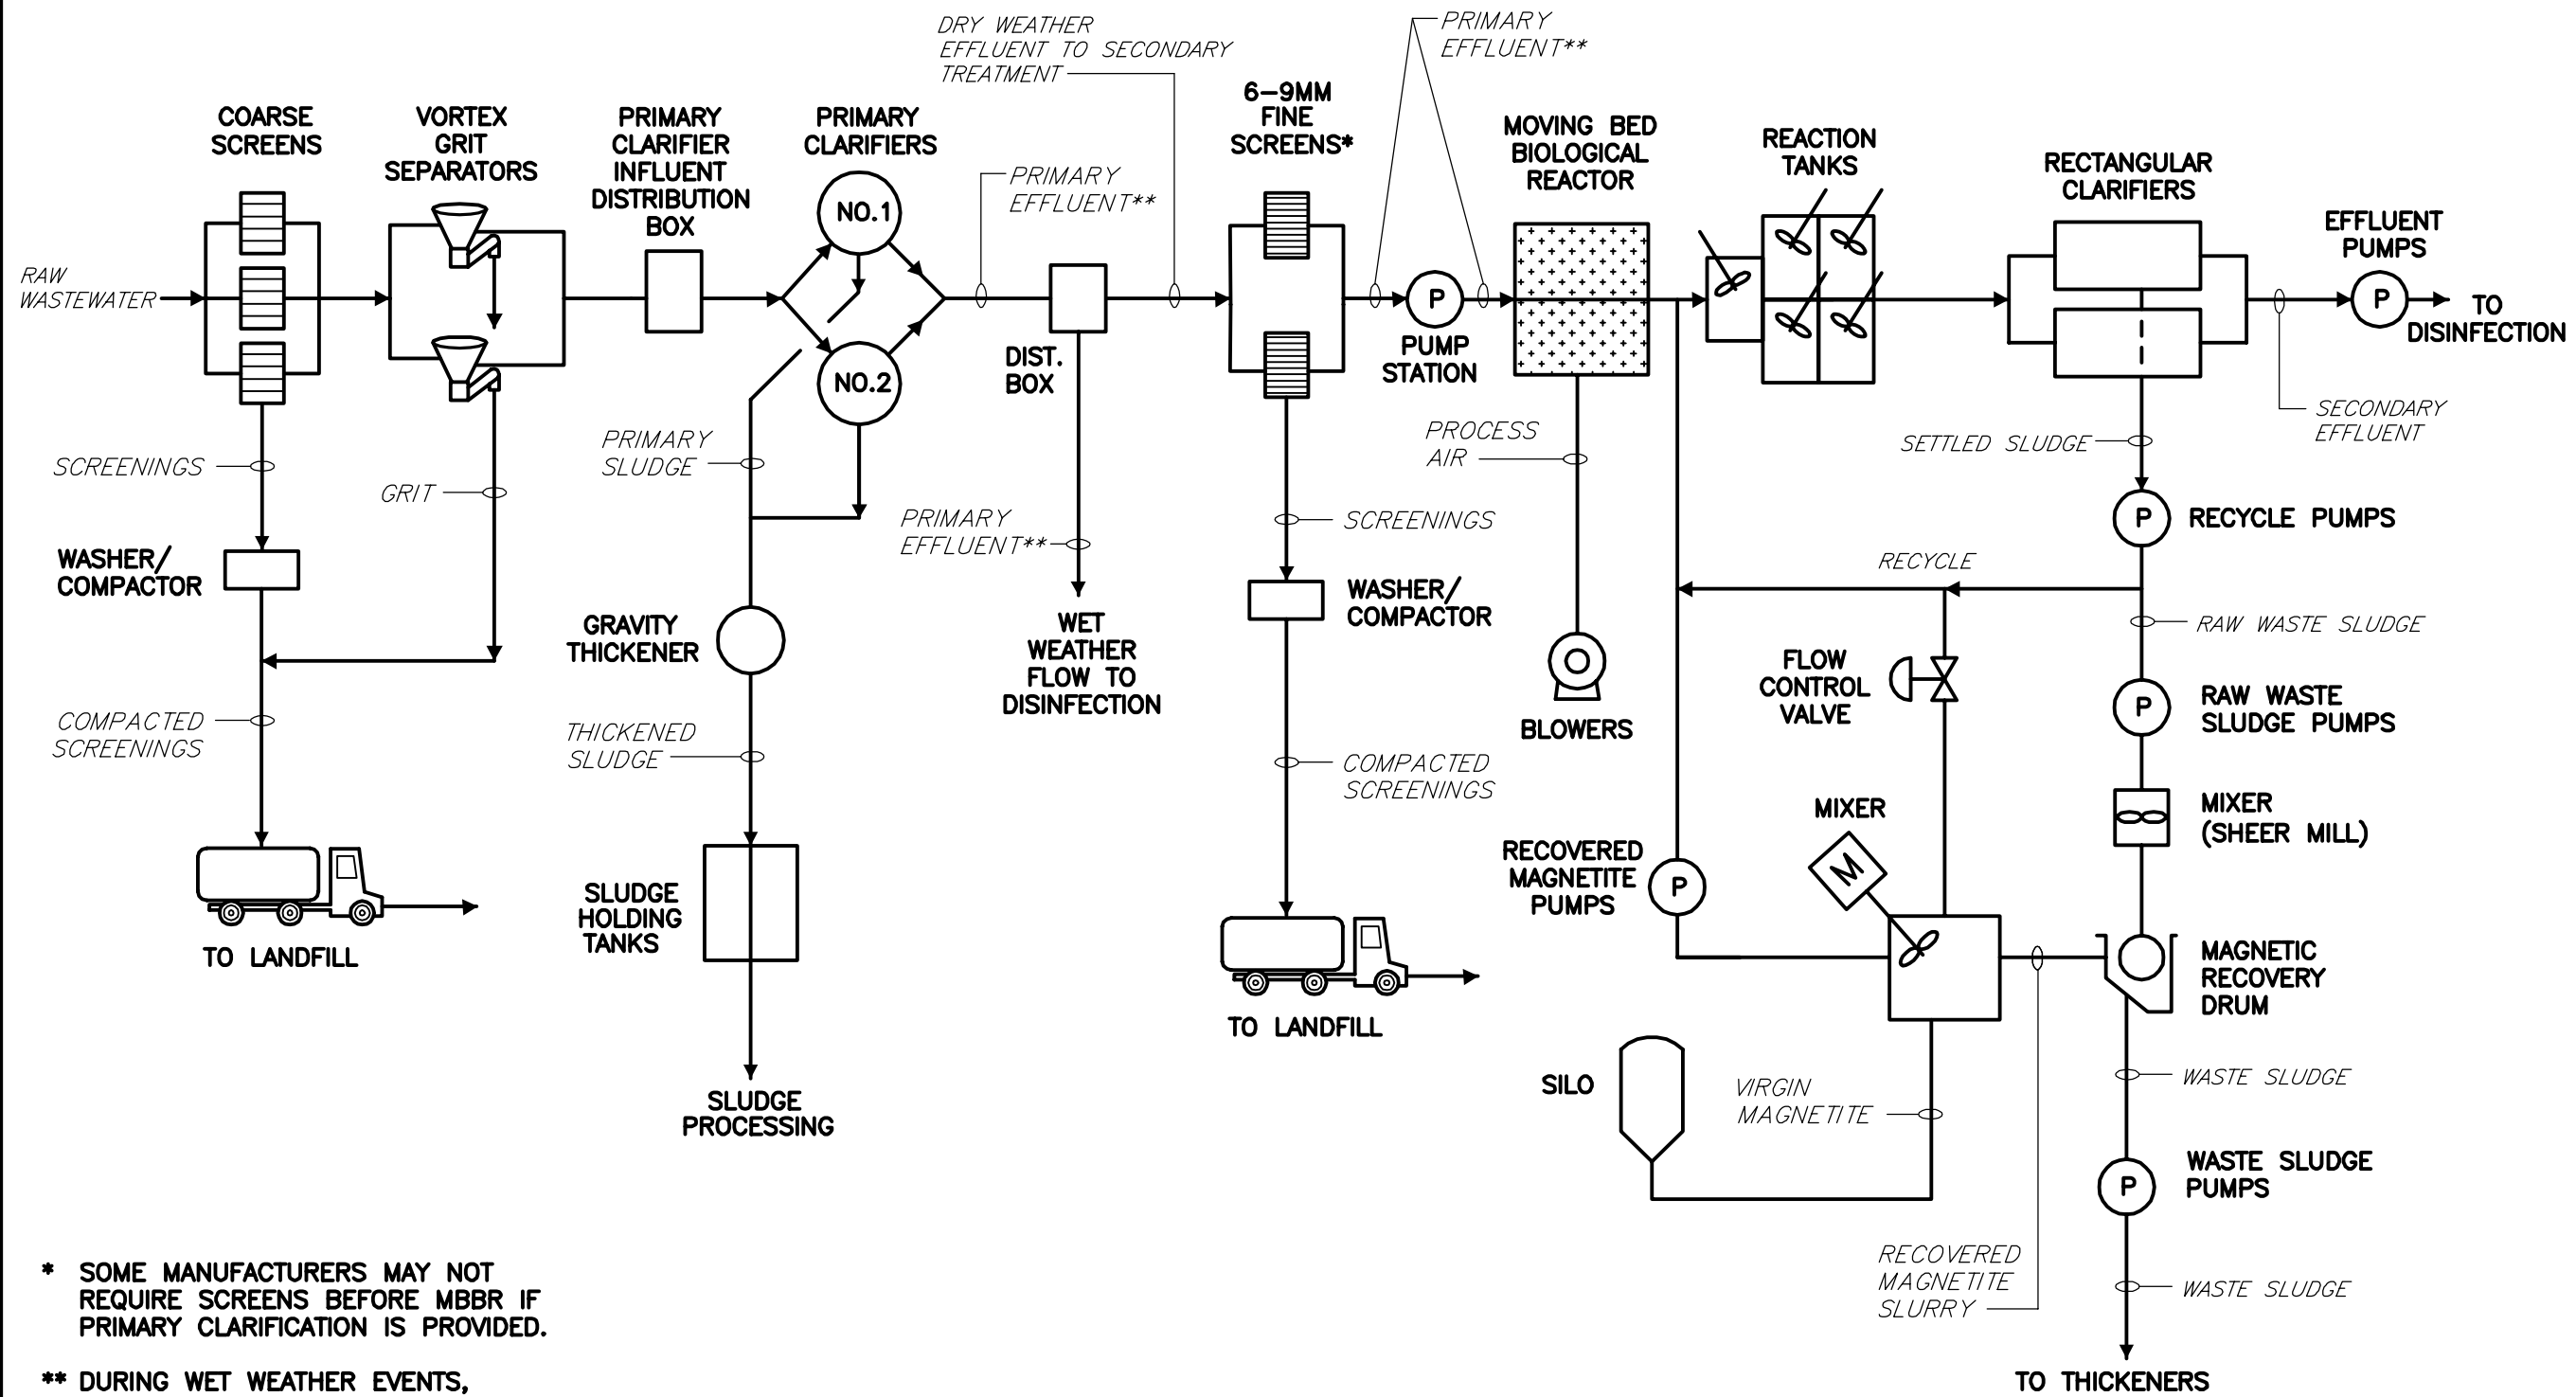 DRY WEATHER
EFFLUENT TO SECONDARY
TREATMENT
PRIMARY
EFFLUENT**
COARSE
SCREENS
VORTEX
GRIT
SEPARATORS
PRIMARY
CLARIFIER
INFLUENT
DISTRIBUTION
BOX
PRIMARY
CLARIFIERS
NO.1
NO.2
PRIMARY
EFFLUENT**
6-9MM
FINE
SCREENS*
MOVING BED
BIOLOGICAL
REACTOR
REACTION
TANKS
RECTANGULAR
CLARIFIERS
EFFLUENT
PUMPS
P
TO
DISINFECTION
RAW
WASTEWATER
DIST.
BOX
P
PUMP
STATION
SECONDARY
EFFLUENT
SCREENINGS
GRIT
PRIMARY
SLUDGE
PRIMARY
EFFLUENT**
SCREENINGS
PROCESS
AIR
SETTLED SLUDGE
P
RECYCLE PUMPS
WASHER/
COMPACTOR
GRAVITY
THICKENER
WET
WEATHER
FLOW TO
DISINFECTION
WASHER/
COMPACTOR
BLOWERS
RECYCLE
RAW WASTE SLUDGE
FLOW
CONTROL
VALVE
P
RAW WASTE
SLUDGE PUMPS
COMPACTED
SCREENINGS
THICKENED
SLUDGE
COMPACTED
SCREENINGS
MIXER
M
MIXER
(SHEER MILL)
RECOVERED
MAGNETITE
PUMPS
P
TO LANDFILL
SLUDGE
HOLDING
TANKS
TO LANDFILL
MAGNETIC
RECOVERY
DRUM
SILO
VIRGIN
MAGNETITE
WASTE SLUDGE
SLUDGE
PROCESSING
P
WASTE SLUDGE
PUMPS
RECOVERED
MAGNETITE
SLURRY
WASTE SLUDGE
TO THICKENERS
* SOME MANUFACTURERS MAY NOT
REQUIRE SCREENS BEFORE MBBR IF
PRIMARY CLARIFICATION IS PROVIDED.
** DURING WET WEATHER EVENTS,